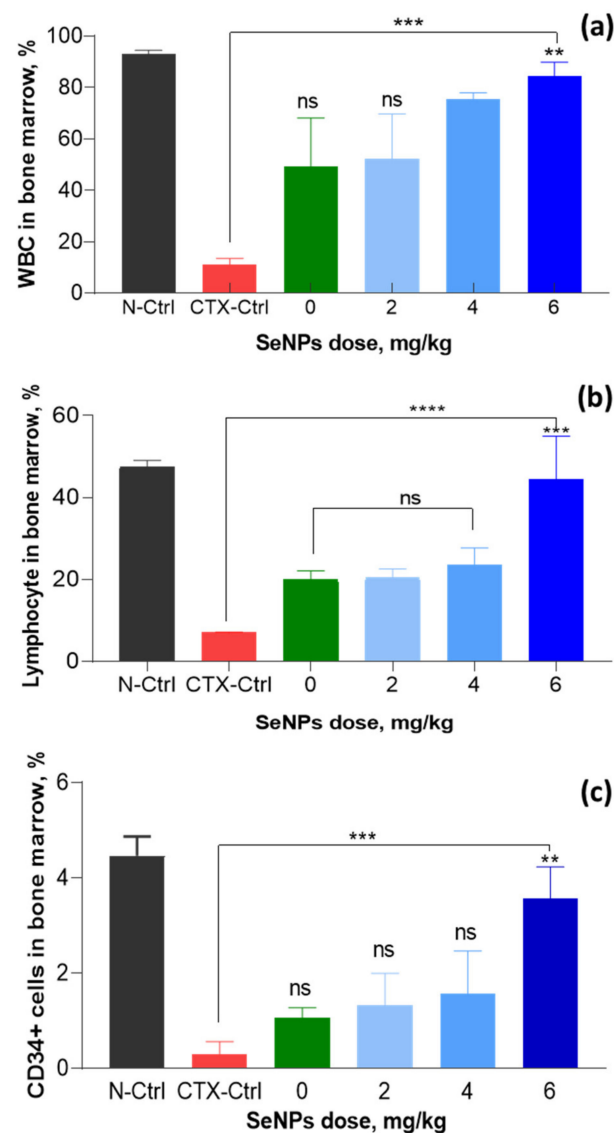 (a)
WBC in bone marrow, %
100
80
60
40
20
0
***
ns
ns
**
N-Ctrl CTX-Ctrl 0 2 4 6
SeNPs dose, mg/kg
(b)
Lymphocyte in bone marrow, %
60
40
20
0
****
***
ns
N-Ctrl CTX-Ctrl 0 2 4 6
SeNPs dose, mg/kg
(c)
CD34+ cells in bone marrow, %
6
4
2
0
***
**
ns
ns
ns
N-Ctrl CTX-Ctrl 0 2 4 6
SeNPs dose, mg/kg